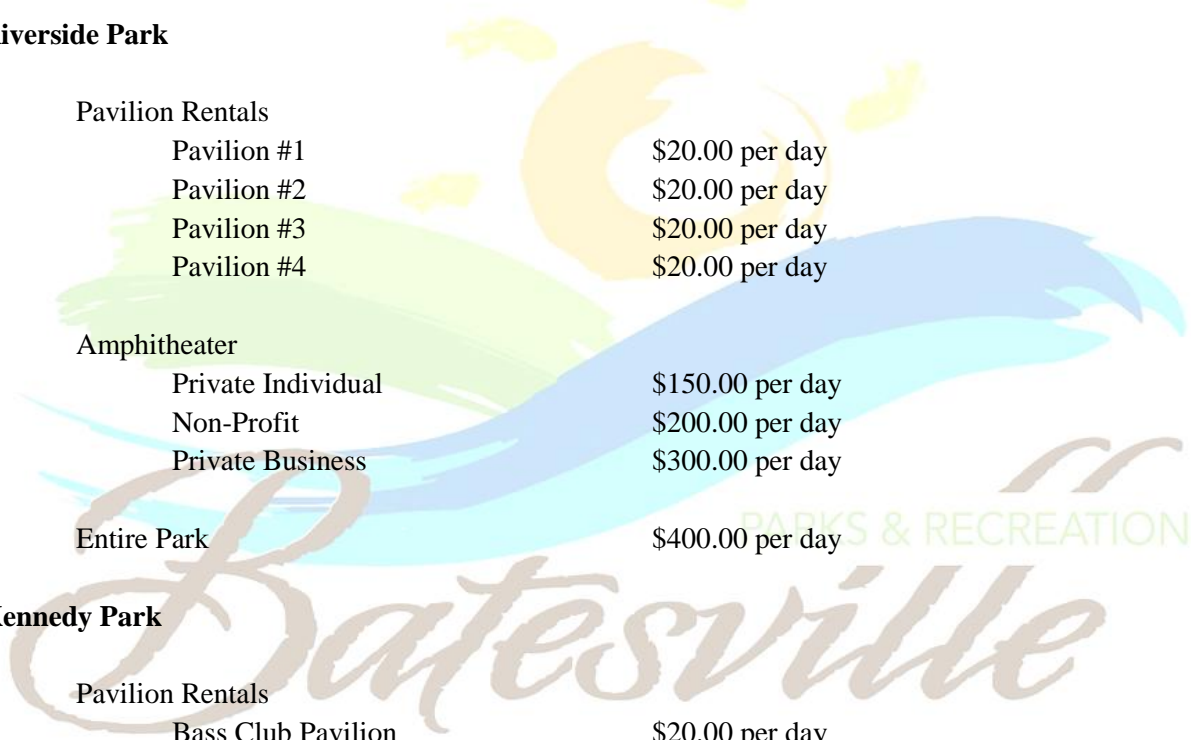 Riverside Park
Pavilion Rentals
Pavilion #1 $20.00 per day
Pavilion #2 $20.00 per day
Pavilion #3 $20.00 per day
Pavilion #4 $20.00 per day
Amphitheater
Private Individual $150.00 per day
Non-Profit $200.00 per day
Private Business $300.00 per day
Entire Park $400.00 per day
PARKS & RECREATION
Batesville
Kennedy Park
Pavilion Rentals
Bass Club Pavilion $20.00 per day